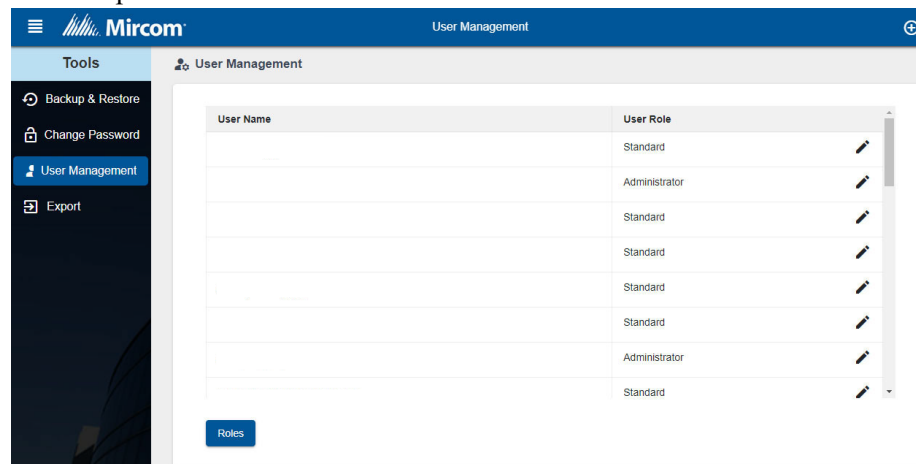 Mircom
User Management
Tools
User Management
Backup & Restore
Change Password
User Management
Export
User Name
User Role
Standard
Administrator
Standard
Standard
Standard
Standard
Administrator
Standard
Roles